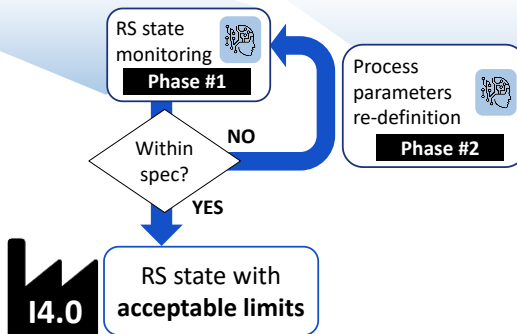 RS state
monitoring
Phase #1
Process
parameters
re-definition
Phase #2
Within
spec?
NO
YES
RS state with
acceptable limits
I4.0